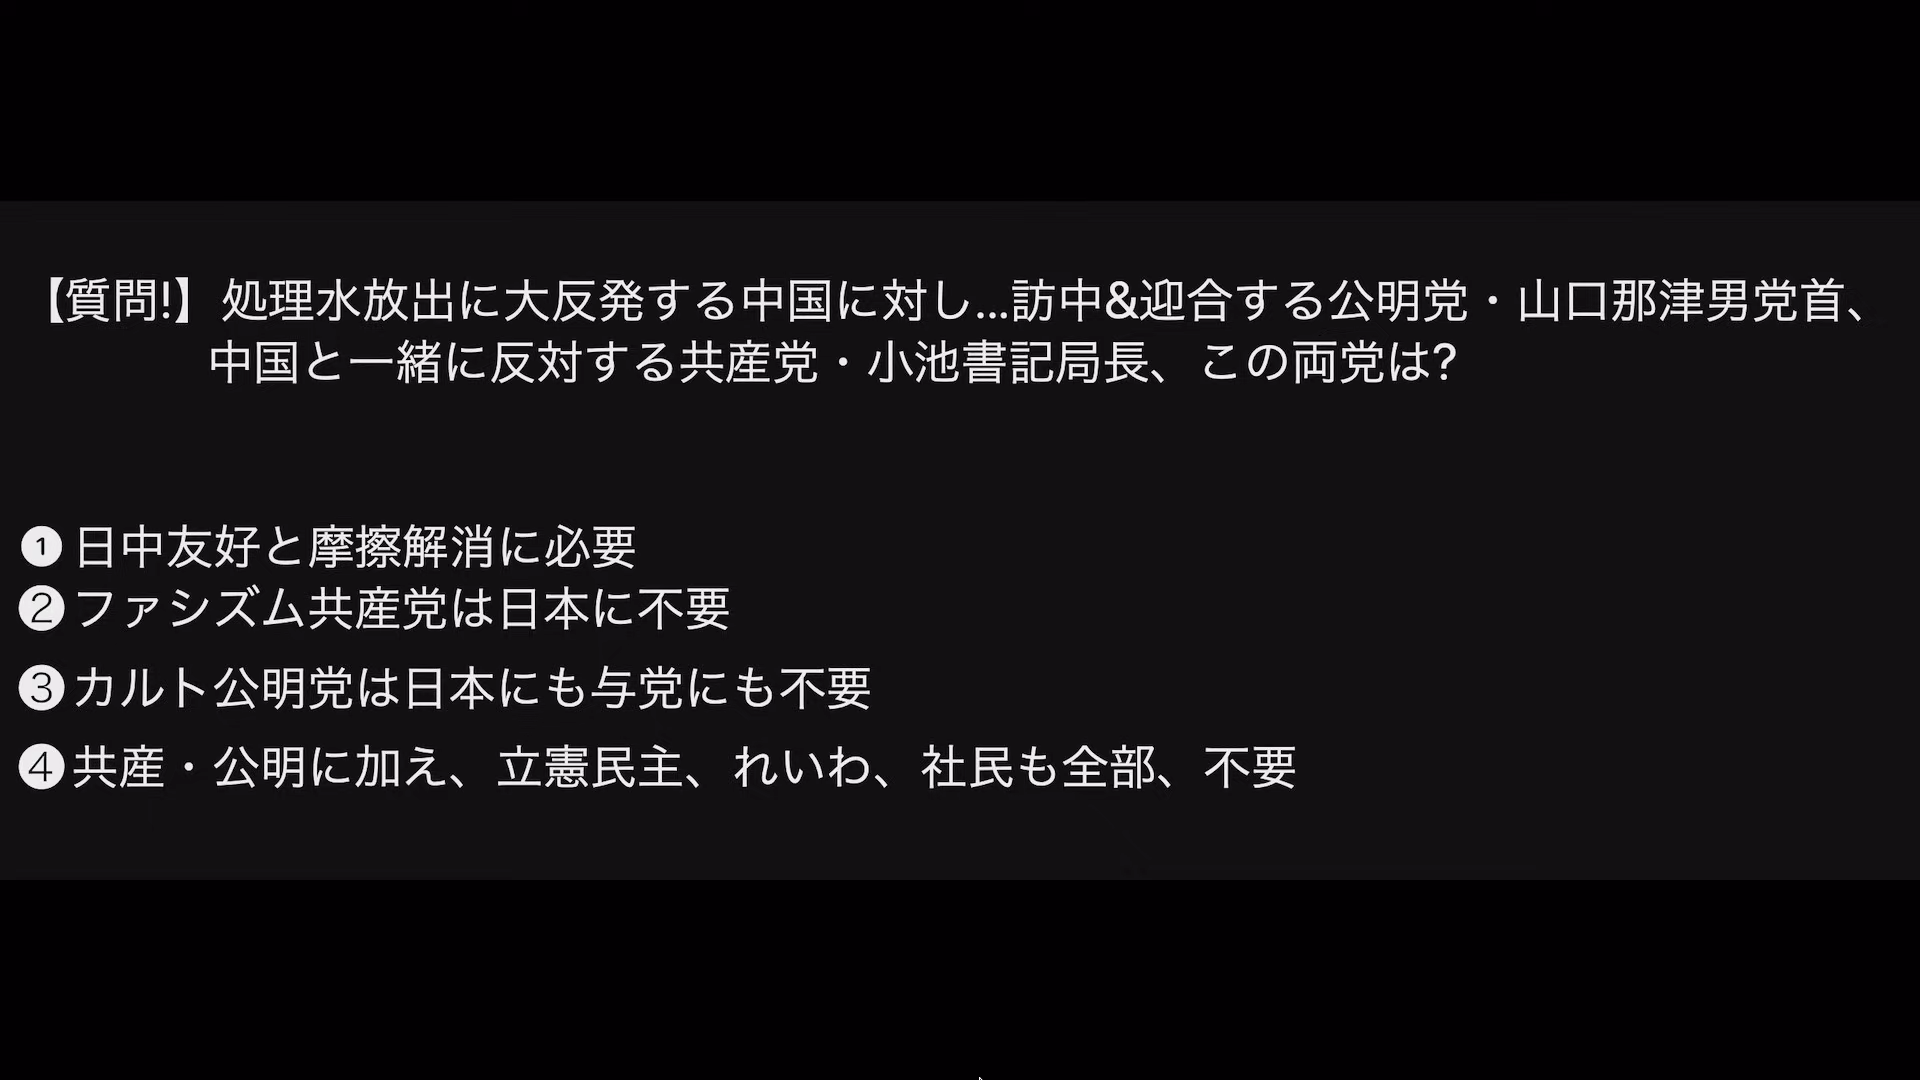 【質問!】処理水放出に大反発する中国に対し...訪中&迎合する公明党・山口那津男党首、
中国と一緒に反対する共産党・小池書記局長、この両党は?
❶日中友好と摩擦解消に必要
❷ファシズム共産党は日本に不要
❸カルト公明党は日本にも与党にも不要
❹共産・公明に加え、立憲民主、れいわ、社民も全部、不要